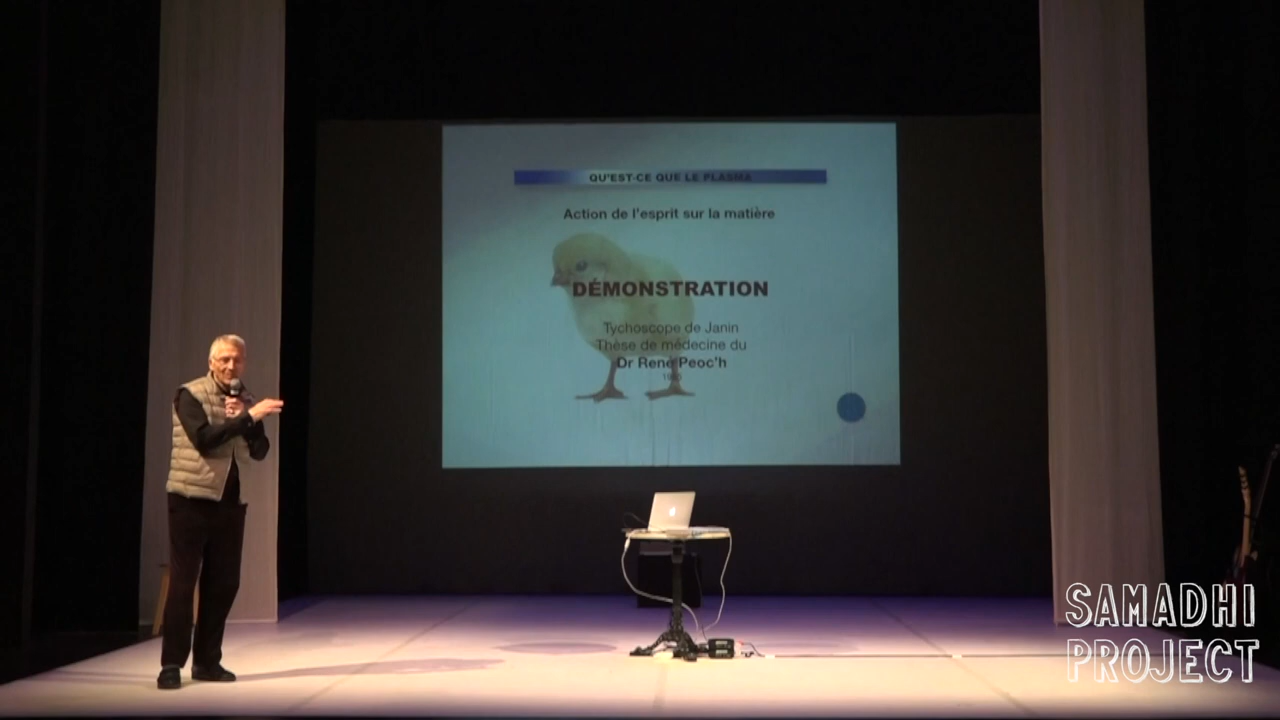 QU'EST-CE QUE LE PLASMA
Action de l'esprit sur la matière
DÉMONSTRATION
Tychoscope de Janin
Thèse de médecine du
Dr René Peoc'h
SAMADHI
PROJECT